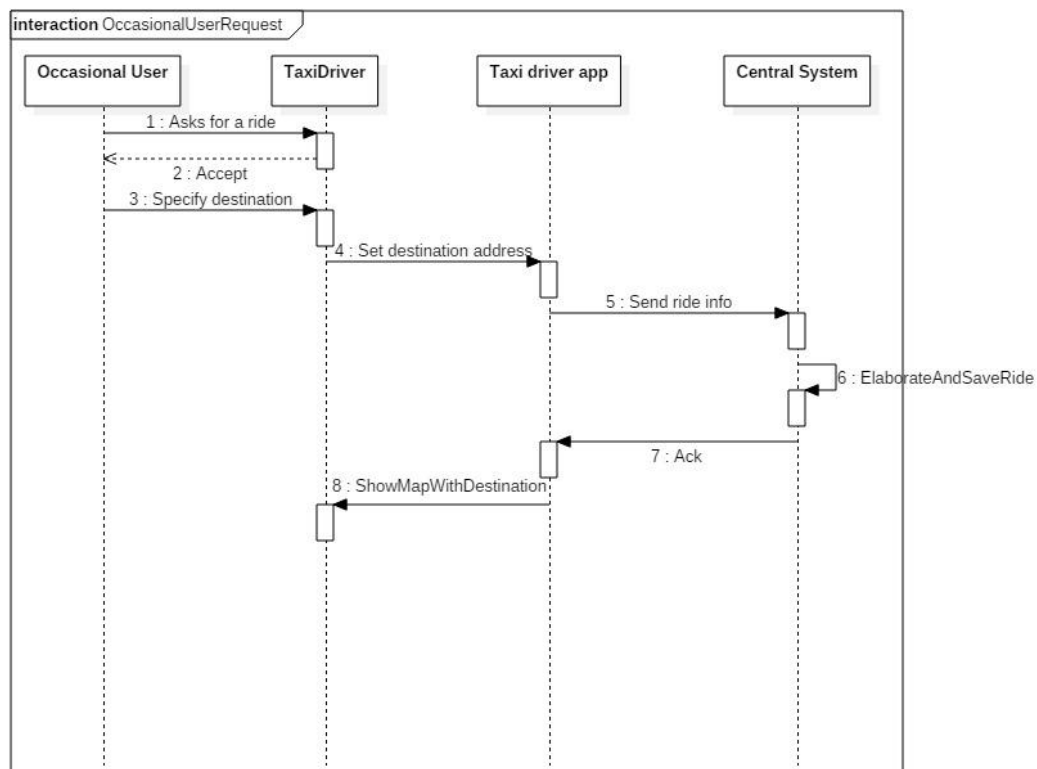 interaction OccasionalUserRequest
Occasional User
TaxiDriver
Taxi driver app
Central System
1 : Asks for a ride
2 : Accept
3 : Specify destination
4 : Set destination address
5 : Send ride info
6 : ElaborateAndSaveRide
7 : Ack
8 : ShowMapWithDestination